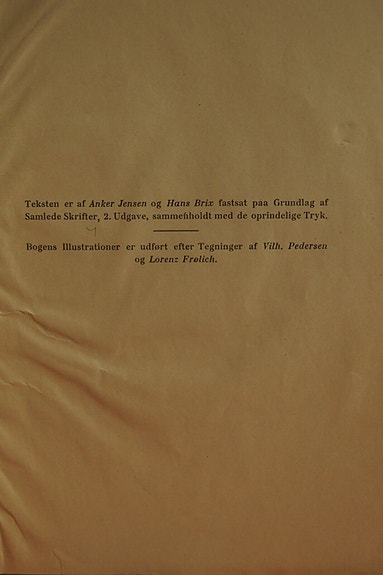 Teksten er af Anker Jensen og Hans Brix fastsat paa Grundlag af
Samlede Skrifter, 2. Udgave, sammenholdt med de oprindelige Tryk.
Bogens Illustrationer er udført efter Tegninger af Vilh. Pedersen
og Lorenz Frølich.